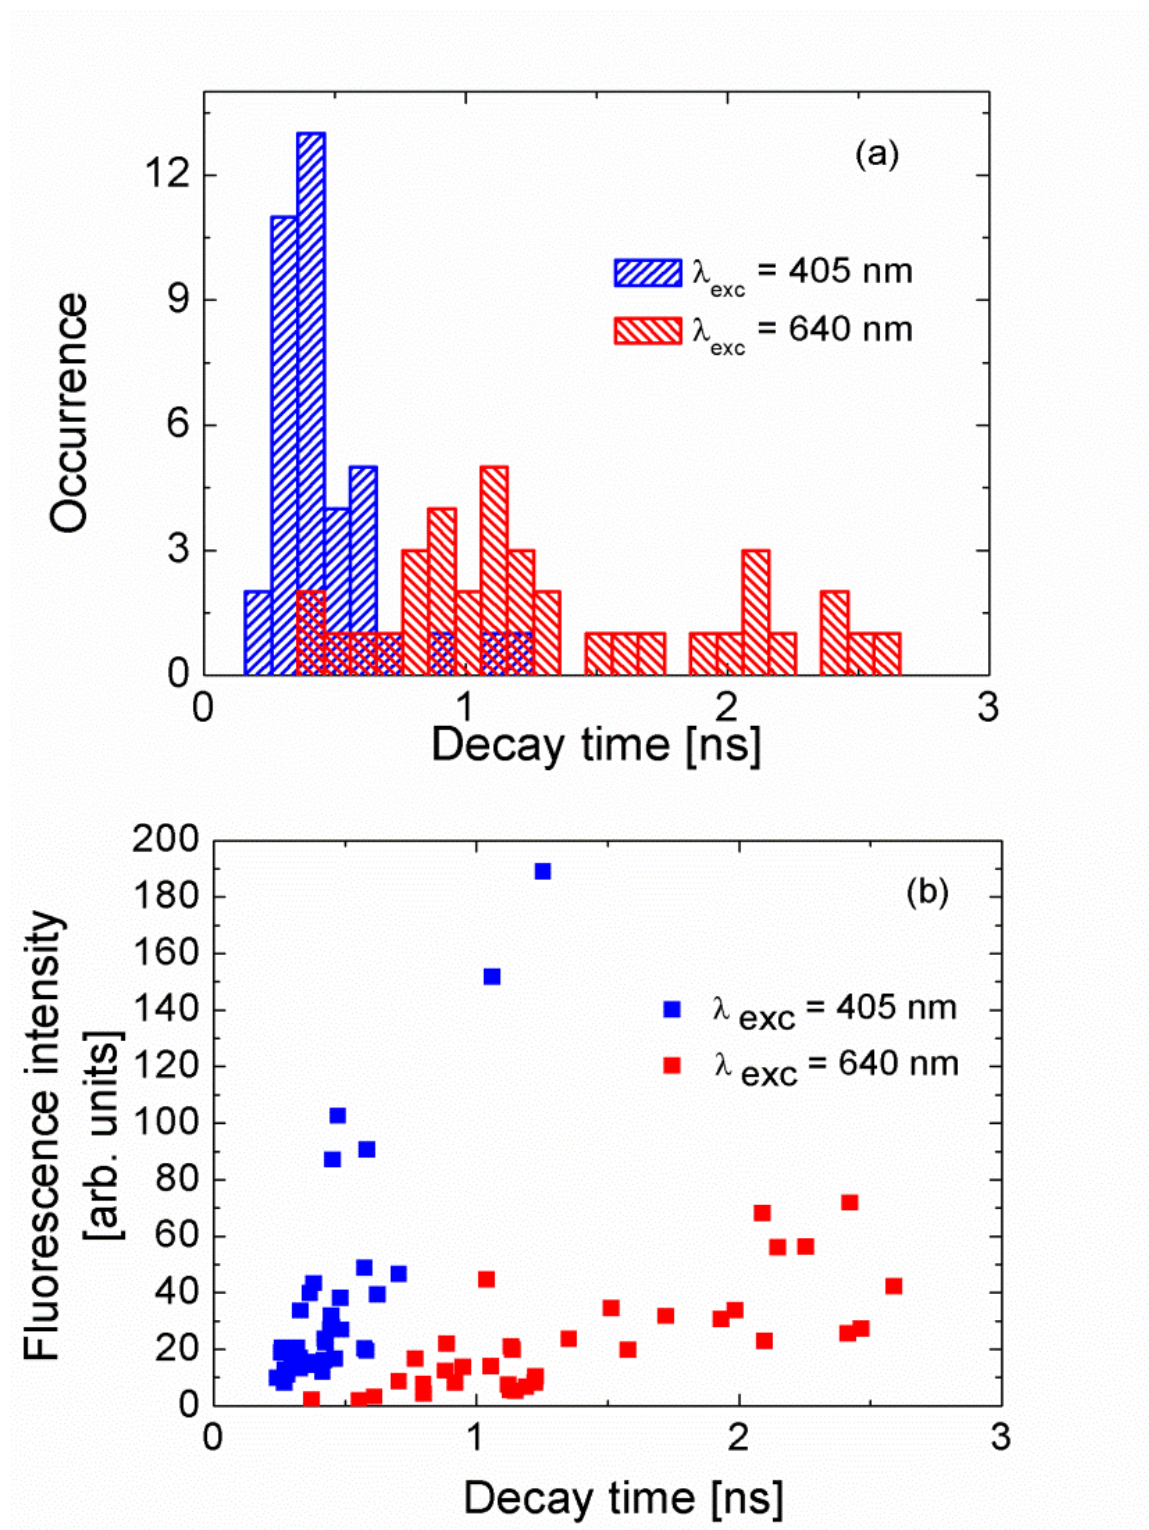 (a)
12
9
6
3
0
Occurrence
λexc = 405 nm
λexc = 640 nm
0 1 2 3
Decay time [ns]
200
180
160
140
120
100
80
60
40
20
0
Fluorescence intensity
[arb. units]
(b)
λ exc = 405 nm
λ exc = 640 nm
0 1 2 3
Decay time [ns]